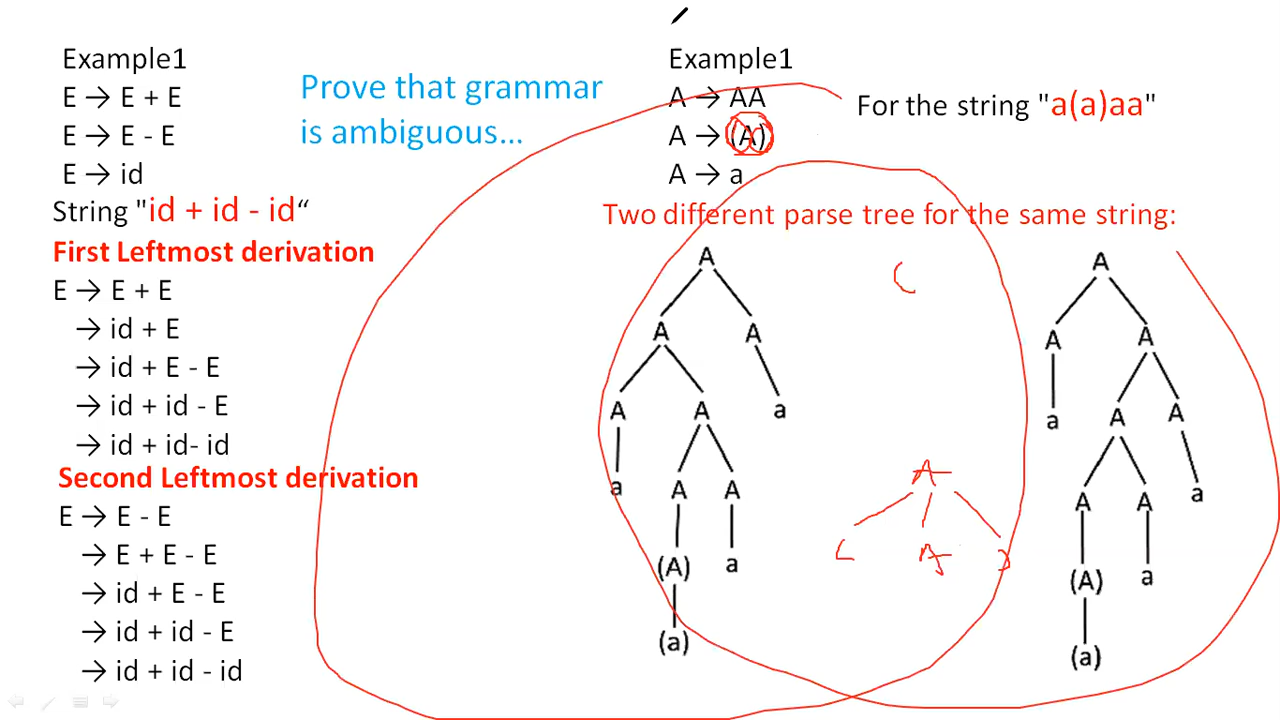 Example1
E → E + E
E → E - E
E → id
String "id + id - id“
First Leftmost derivation
E → E + E
→ id + E
→ id + E - E
→ id + id - E
→ id + id- id
Second Leftmost derivation
E → E - E
→ E + E - E
→ id + E - E
→ id + id - E
→ id + id - id
Prove that grammar
is ambiguous...
Example1
A → AA
A → (A)
A → a
For the string "a(a)aa"
Two different parse tree for the same string:
A
A A
A A a
a A A
(A) a
(a)
(
A
( A )
A
A A
a A A
A A a
(A) a
(a)